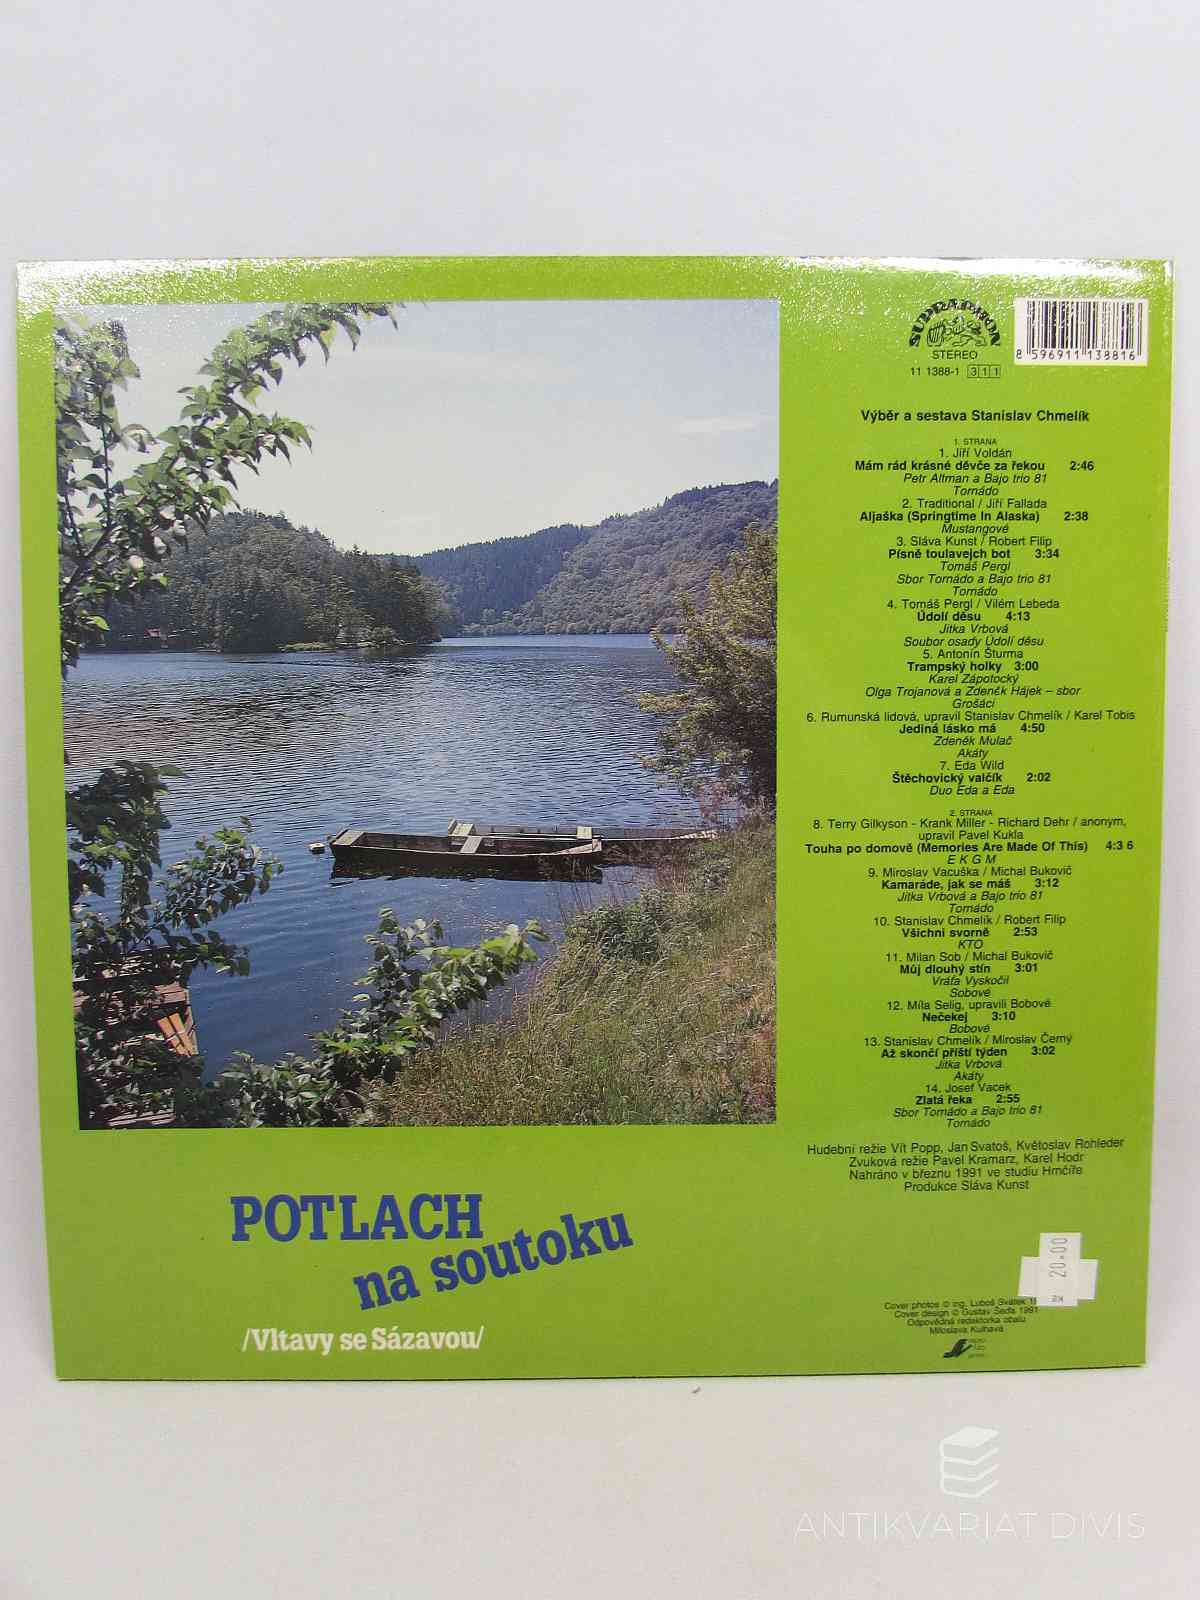 SUPRAPHON
STEREO
11 1388-1 311
8 596911 138816
Výběr a sestava Stanislav Chmelík
1. STRANA
1. Jiří Voldán
Mám rád krásné děvče za řekou 2:46
Petr Altman a Bajo trio 81
Tornádo
2. Traditional / Jiří Fallada
Aljaška (Springtime In Alaska) 2:38
Mustangové
3. Sláva Kunst / Robert Filip
Písně toulavejch bot 3:34
Tomáš Pergl
Sbor Tornádo a Bajo trio 81
Tornádo
4. Tomáš Pergl / Vilém Lebeda
Údolí děsu 4:13
Jitka Vrbová
Soubor osady Údolí děsu
5. Antonín Šturma
Trampský holky 3:00
Karel Zápotocký
Olga Trojanová a Zdeněk Hájek – sbor
Grošáci
6. Rumunská lidová, upravil Stanislav Chmelík / Karel Tobis
Jediná lásko má 4:50
Zdeněk Mulač
Akáty
7. Eda Wild
Štěchovický valčík 2:02
Duo Eda a Eda
2. STRANA
8. Terry Gilkyson - Krank Miller - Richard Dehr / anonym,
upravil Pavel Kukla
Touha po domově (Memories Are Made Of This) 4:3 6
E K G M
9. Miroslav Vacuška / Michal Bukovič
Kamaráde, jak se máš 3:12
Jitka Vrbová a Bajo trio 81
Tornádo
10. Stanislav Chmelík / Robert Filip
Všichni svorně 2:53
KTO
11. Milan Sob / Michal Bukovič
Můj dlouhý stín 3:01
Vráťa Vyskočil
Sobové
12. Míla Selig, upravili Bobové
Nečekej 3:10
Bobové
13. Stanislav Chmelík / Miroslav Černý
Až skončí příští týden 3:02
Jitka Vrbová
Akáty
14. Josef Vacek
Zlatá řeka 2:55
Sbor Tornádo a Bajo trio 81
Tornádo
Hudební režie Vít Popp, Jan Svatoš, Květoslav Rohleder
Zvuková režie Pavel Kramarz, Karel Hodr
Nahráno v březnu 1991 ve studiu Hrnčíře
Produkce Sláva Kunst
POTLACH
na soutoku
/Vltavy se Sázavou/
20.00
Cover photos © ing. Luboš Svátek
Cover design © Gustav Šeďa 1991
Odpovědná redaktorka obalu
Miloslava Kulhavá
ANTIKVARIAT DIVIS